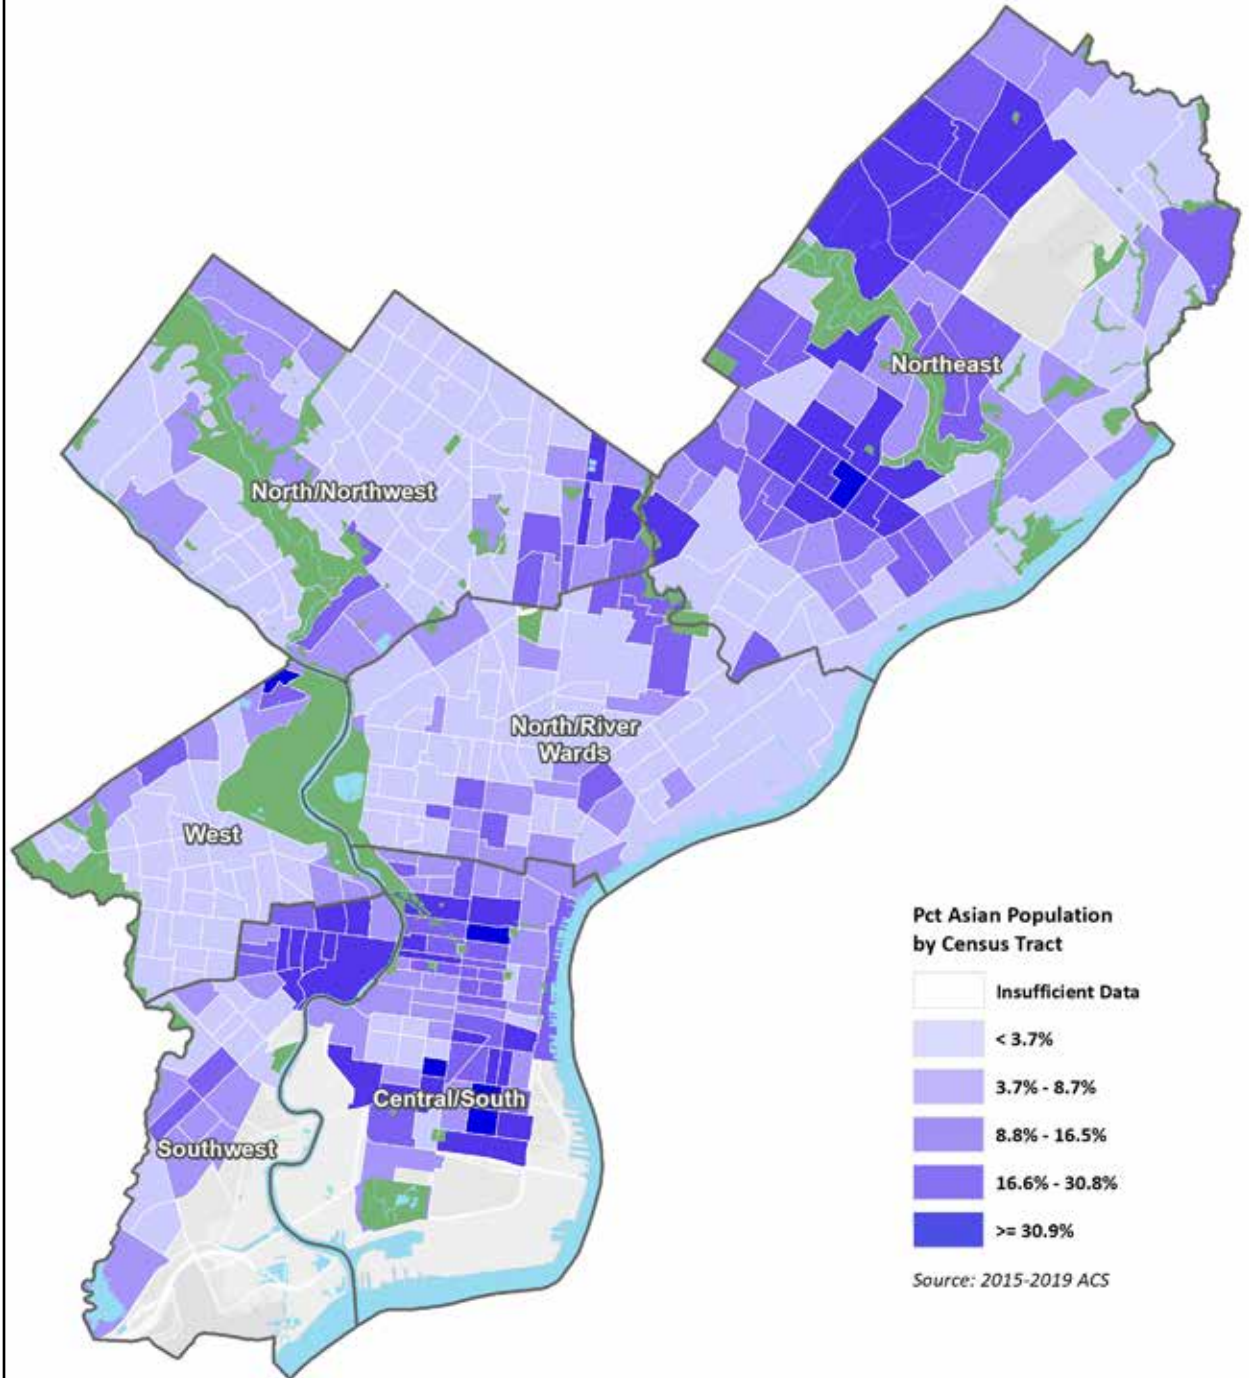 Northeast
North/Northwest
North/River
Wards
West
Central/South
Southwest
Pct Asian Population
by Census Tract
Insufficient Data
< 3.7%
3.7% - 8.7%
8.8% - 16.5%
16.6% - 30.8%
>= 30.9%
Source: 2015-2019 ACS